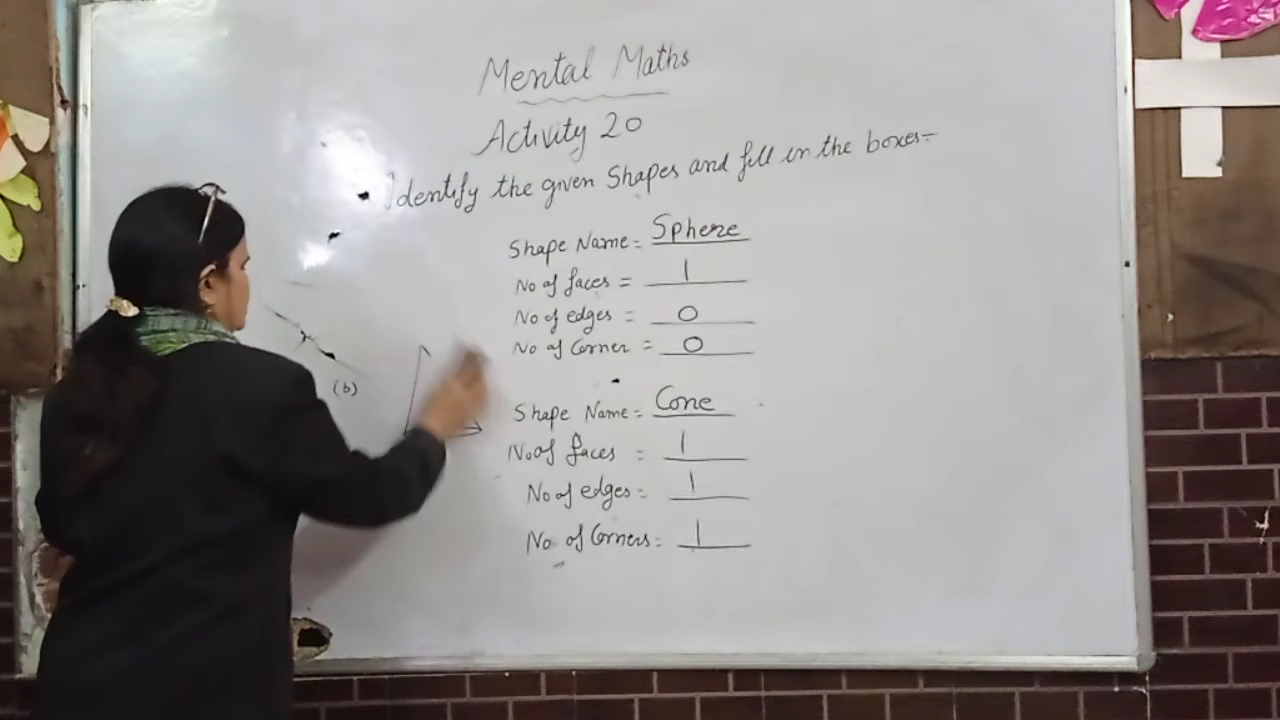 Mental Maths
Activity 20
Identify the given Shapes and fill in the boxes:-
Shape Name = Sphere
No of faces = 1
No of edges = 0
No of Corner = 0
(b)
Shape Name = Cone
No of faces = 1
No of edges = 1
No. of Corners = 1